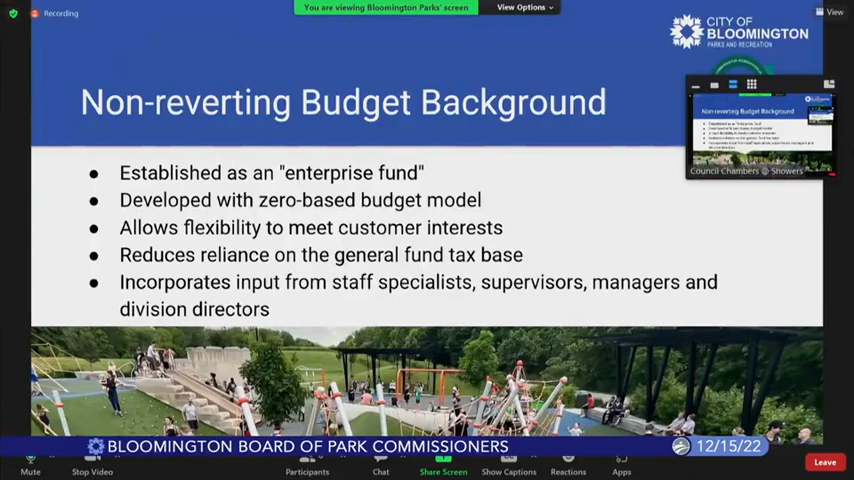 Recording
You are viewing Bloomington Parks' screen
View Options
View
CITY OF
BLOOMINGTON
PARKS AND RECREATION
Non-reverting Budget Background
Non-reverting Budget Background
Council Chambers @ Showers
● Established as an "enterprise fund"
● Developed with zero-based budget model
● Allows flexibility to meet customer interests
● Reduces reliance on the general fund tax base
● Incorporates input from staff specialists, supervisors, managers and
division directors
BLOOMINGTON BOARD OF PARK COMMISSIONERS
12/15/22
Mute
Stop Video
Participants
Chat
Share Screen
Show Captions
Reactions
Apps
Leave